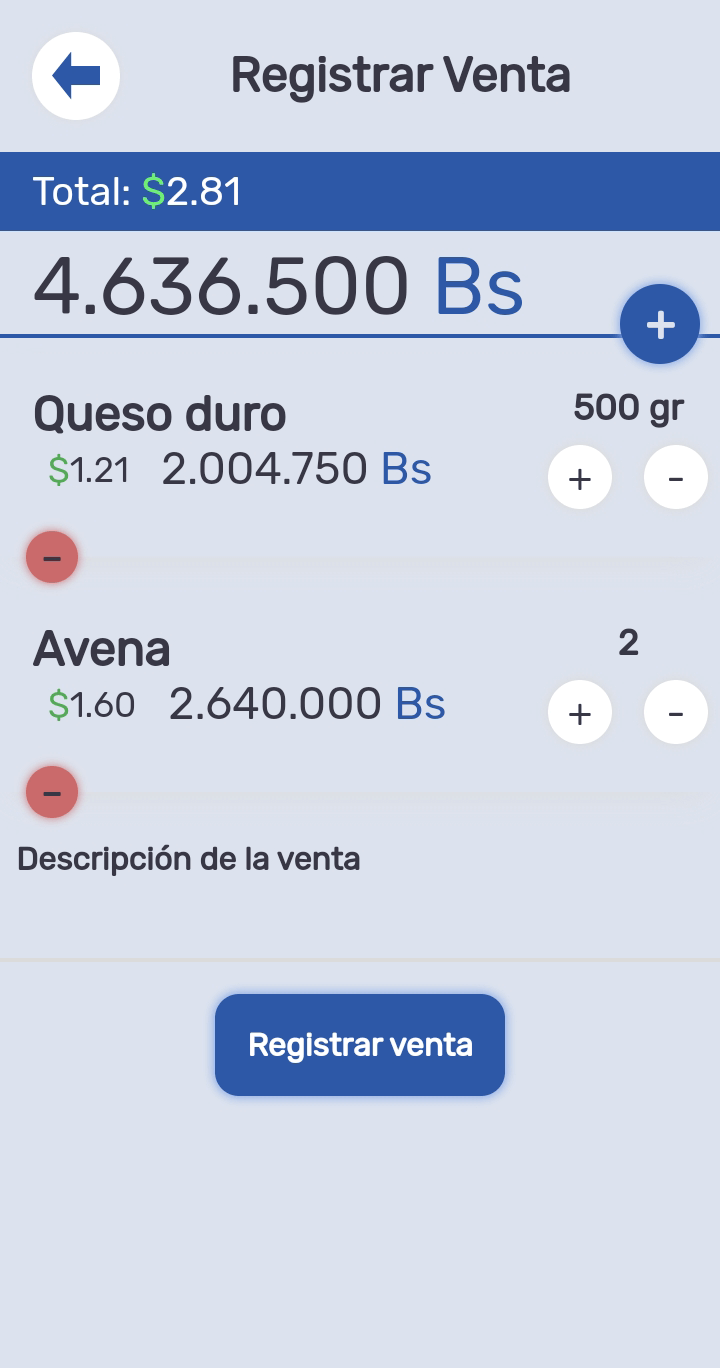 Registrar Venta
Total: $2.81
4.636.500 Bs
+
Queso duro
500 gr
$1.21 2.004.750 Bs
+ -
-
Avena
2
$1.60 2.640.000 Bs
+ -
-
Descripción de la venta
Registrar venta